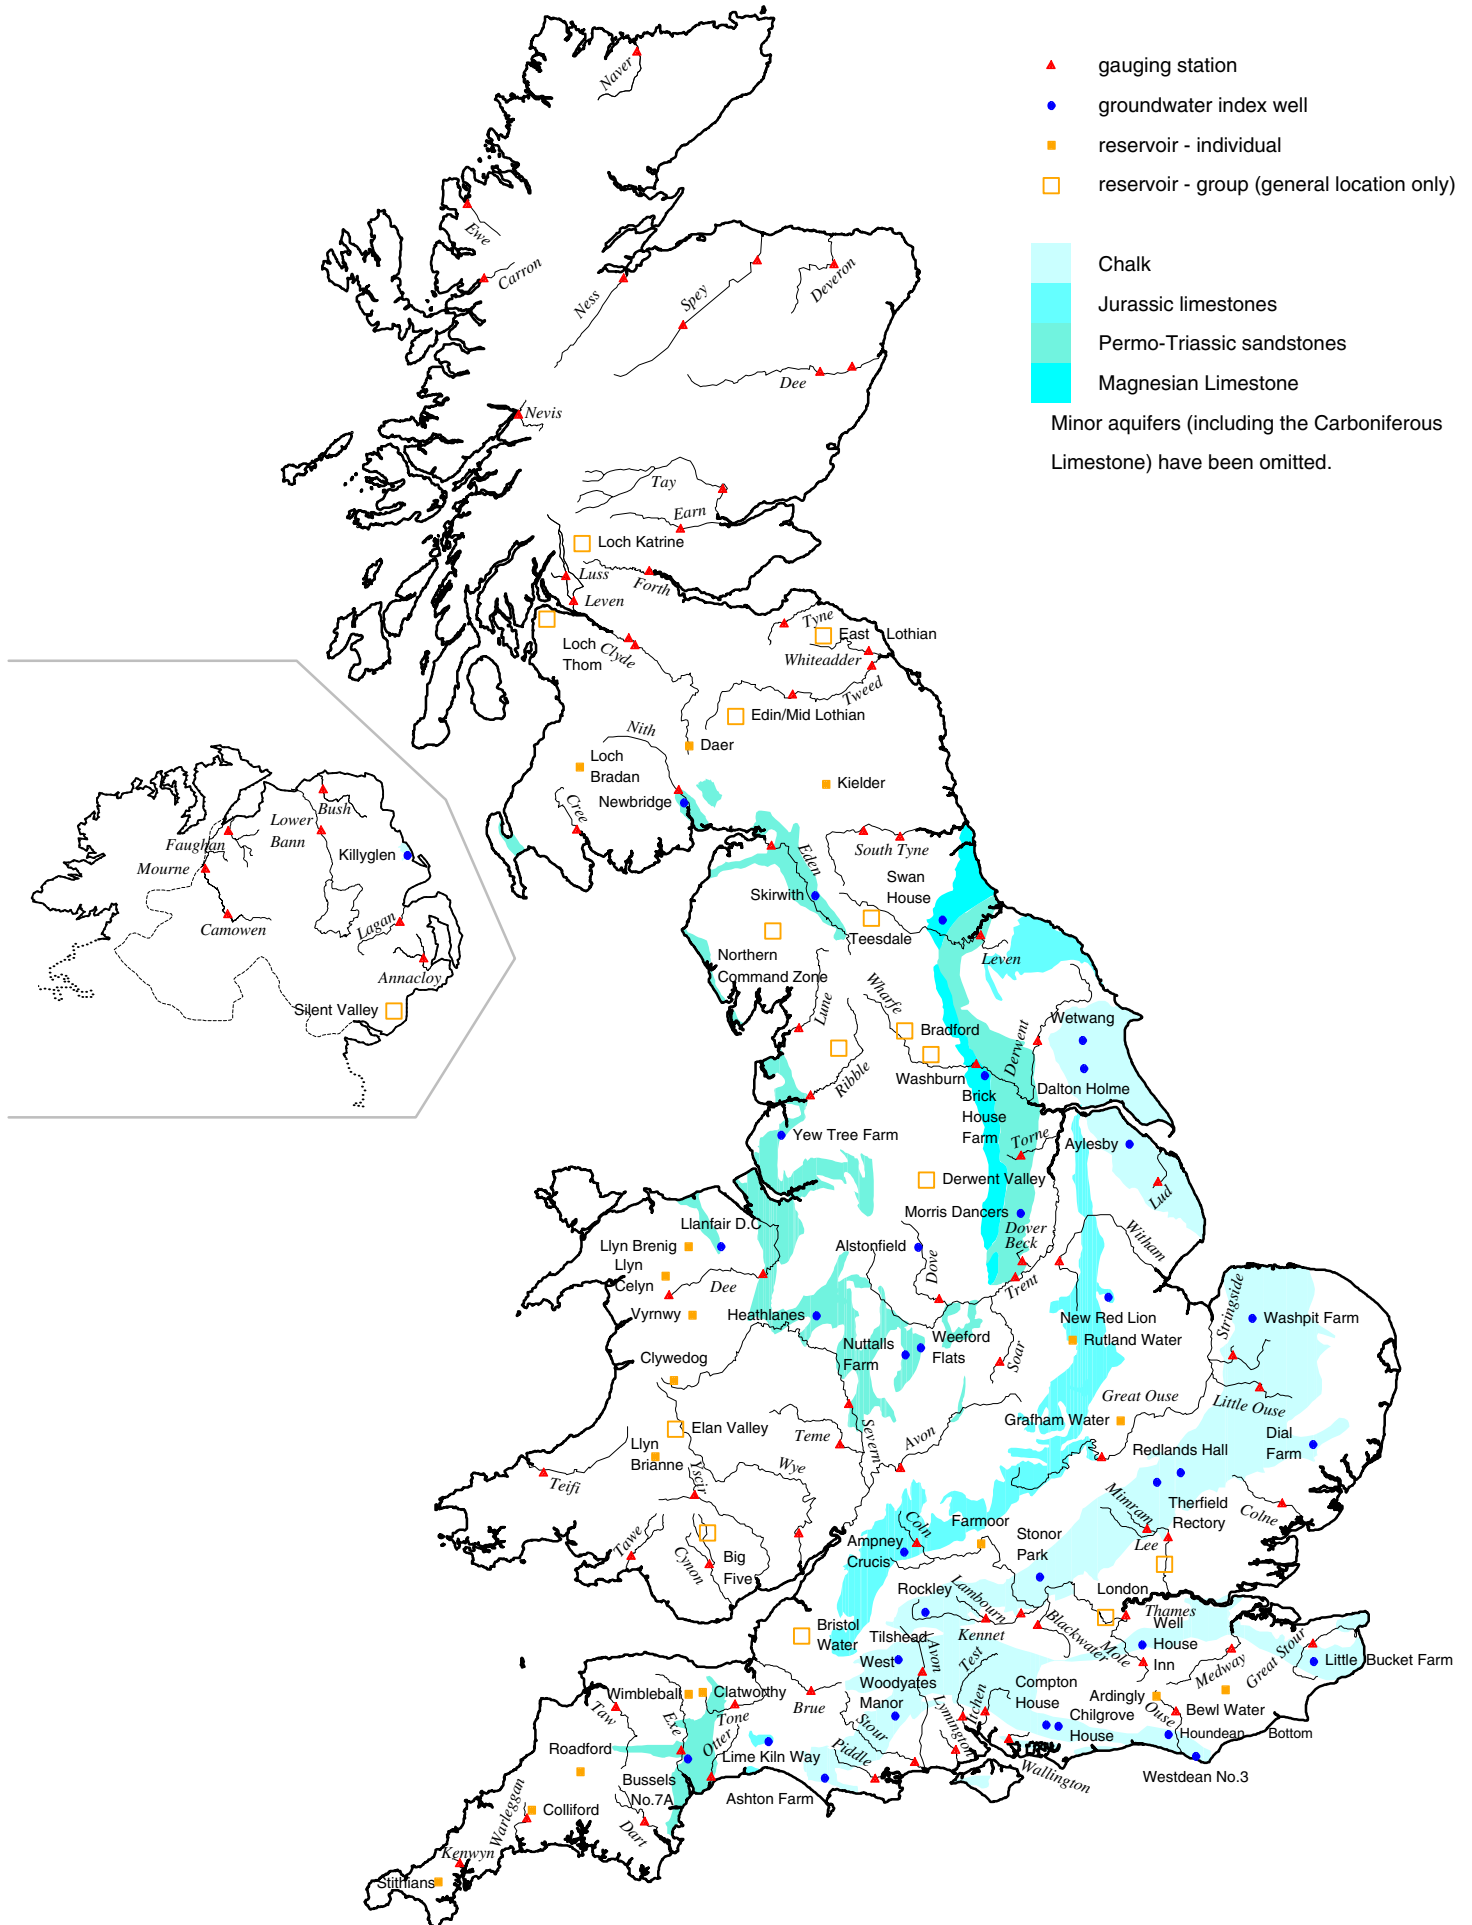 gauging station
groundwater index well
reservoir - individual
reservoir - group (general location only)
Chalk
Jurassic limestones
Permo-Triassic sandstones
Magnesian Limestone
Minor aquifers (including the Carboniferous
Limestone) have been omitted.
Naver
Ewe
Carron
Ness
Spey
Deveron
Dee
Nevis
Tay
Earn
Loch Katrine
Luss
Forth
Leven
Loch
Thom
Clyde
Tyne
East Lothian
Whiteadder
Tweed
Edin/Mid Lothian
Nith
Daer
Loch
Bradan
Newbridge
Cree
Kielder
Bush
Lower
Bann
Faughan
Killyglen
Mourne
Camowen
Lagan
Annacloy
Silent Valley
South Tyne
Eden
Swan
House
Skirwith
Teesdale
Leven
Northern
Command Zone
Lune
Wharfe
Bradford
Wetwang
Derwent
Ribble
Washburn
Dalton Holme
Brick
House
Farm
Yew Tree Farm
Torne
Aylesby
Lud
Derwent Valley
Morris Dancers
Dover
Beck
Llanfair D.C
Llyn Brenig
Llyn
Celyn
Dee
Vyrnwy
Alstonfield
Dove
Trent
Witham
Heathlanes
New Red Lion
Rutland Water
Stringside
Washpit Farm
Nuttalls
Farm
Weeford
Flats
Soar
Clywedog
Great Ouse
Little Ouse
Grafham Water
Elan Valley
Teme
Severn
Avon
Dial
Farm
Llyn
Brianne
Yscir
Wye
Redlands Hall
Teifi
Mimram
Therfield
Rectory
Colne
Tawe
Cynon
Big
Five
Coln
Farmoor
Ampney
Crucis
Stonor
Park
Lee
Rockley
Lambourn
London
Thames
Bristol
Water
Tilshead
Kennet
Blackwater
Well
House
Inn
Mole
Medway
Great Stour
Little Bucket Farm
West
Woodyates
Manor
Avon
Test
Compton
House
Wimbleball
Clatworthy
Brue
Lymington
Itchen
Ardingly
Ouse
Bewl Water
Taw
Exe
Tone
Stour
Chilgrove
House
Houndean Bottom
Roadford
Otter
Lime Kiln Way
Piddle
Wallington
Westdean No.3
Bussels
No.7A
Ashton Farm
Colliford
Warleggan
Dart
Kenwyn
Stithians